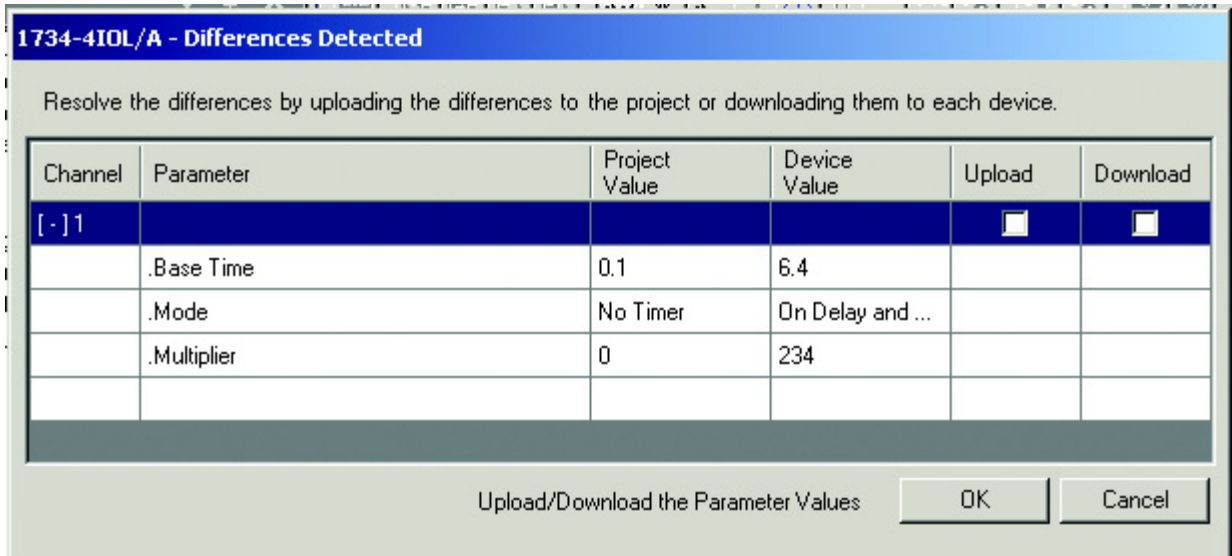 1734-4IOL/A - Differences Detected
Resolve the differences by uploading the differences to the project or downloading them to each device.
Channel Parameter Project Value Device Value Upload Download
[-] 1
.Base Time 0.1 6.4
.Mode No Timer On Delay and ...
.Multiplier 0 234
Upload/Download the Parameter Values OK Cancel